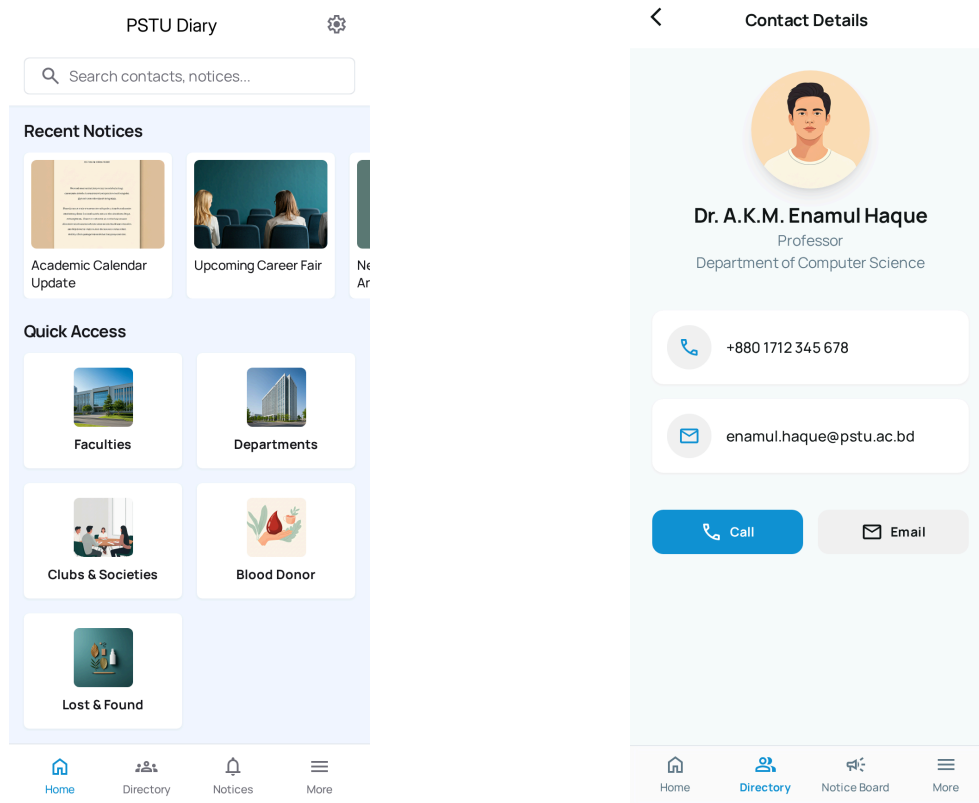 PSTU Diary
Search contacts, notices...
Recent Notices
Academic Calendar
Update
Upcoming Career Fair
Ne
Ar
Quick Access
Faculties
Departments
Clubs & Societies
Blood Donor
Lost & Found
Home
Directory
Notices
More
Contact Details
Dr. A.K.M. Enamul Haque
Professor
Department of Computer Science
+880 1712 345 678
enamul.haque@pstu.ac.bd
Call
Email
Home
Directory
Notice Board
More